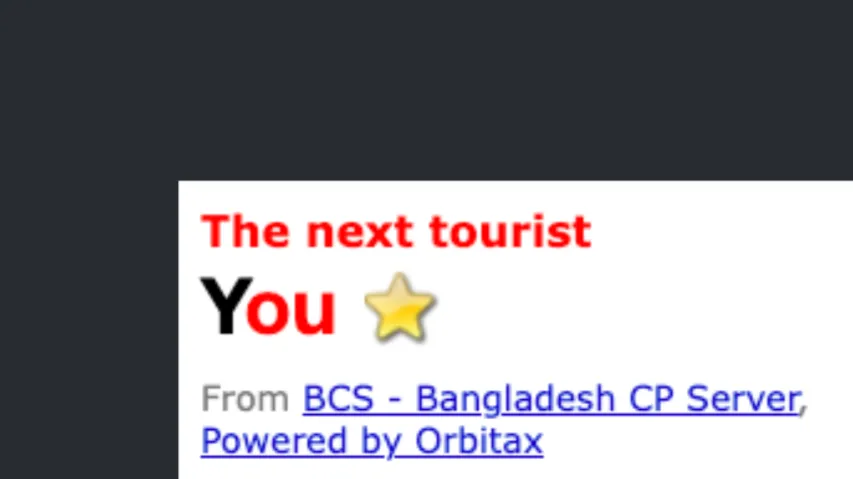 The next tourist
You
From BCS - Bangladesh CP Server,
Powered by Orbitax